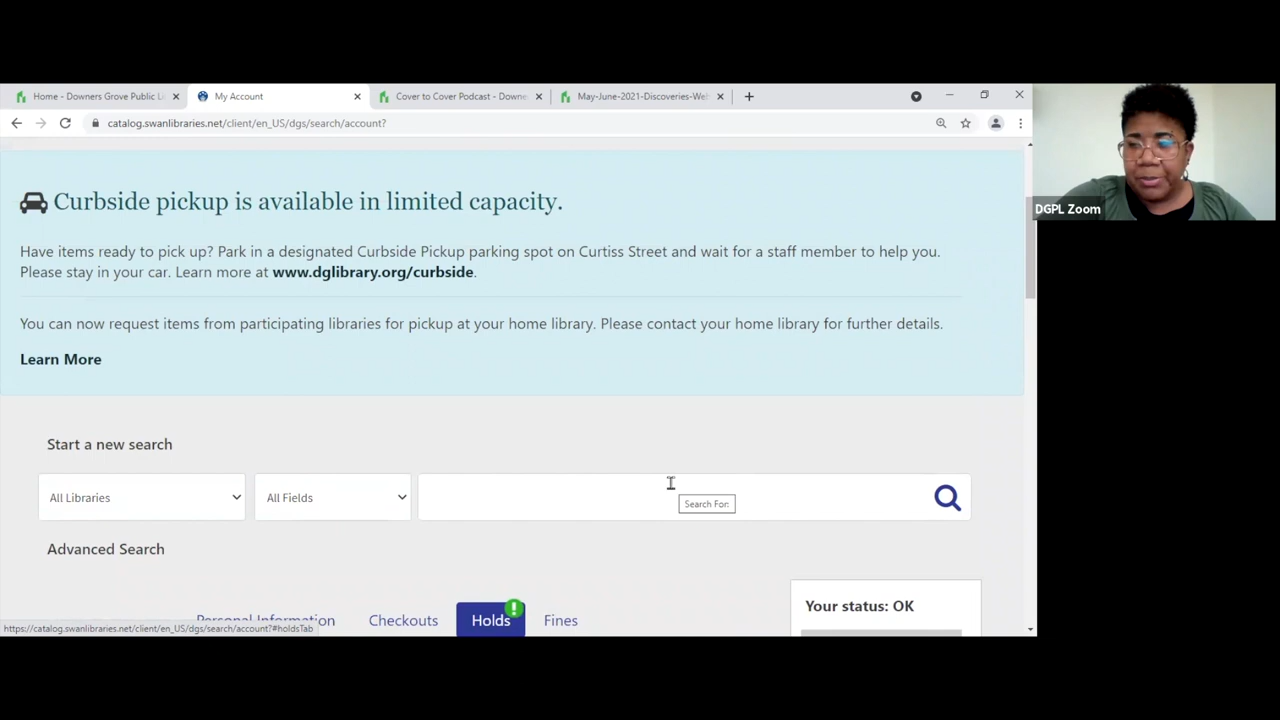 Home - Downers Grove Public Li
My Account
Cover to Cover Podcast - Downe
May-June-2021-Discoveries-Web
catalog.swanlibraries.net/client/en_US/dgs/search/account?
DGPL Zoom
Curbside pickup is available in limited capacity.
Have items ready to pick up? Park in a designated Curbside Pickup parking spot on Curtiss Street and wait for a staff member to help you.
Please stay in your car. Learn more at www.dglibrary.org/curbside.
You can now request items from participating libraries for pickup at your home library. Please contact your home library for further details.
Learn More
Start a new search
All Libraries
All Fields
Search For:
Advanced Search
Your status: OK
Personal Information
Checkouts
Holds
!
Fines
https://catalog.swanlibraries.net/client/en_US/dgs/search/account?#holdsTab